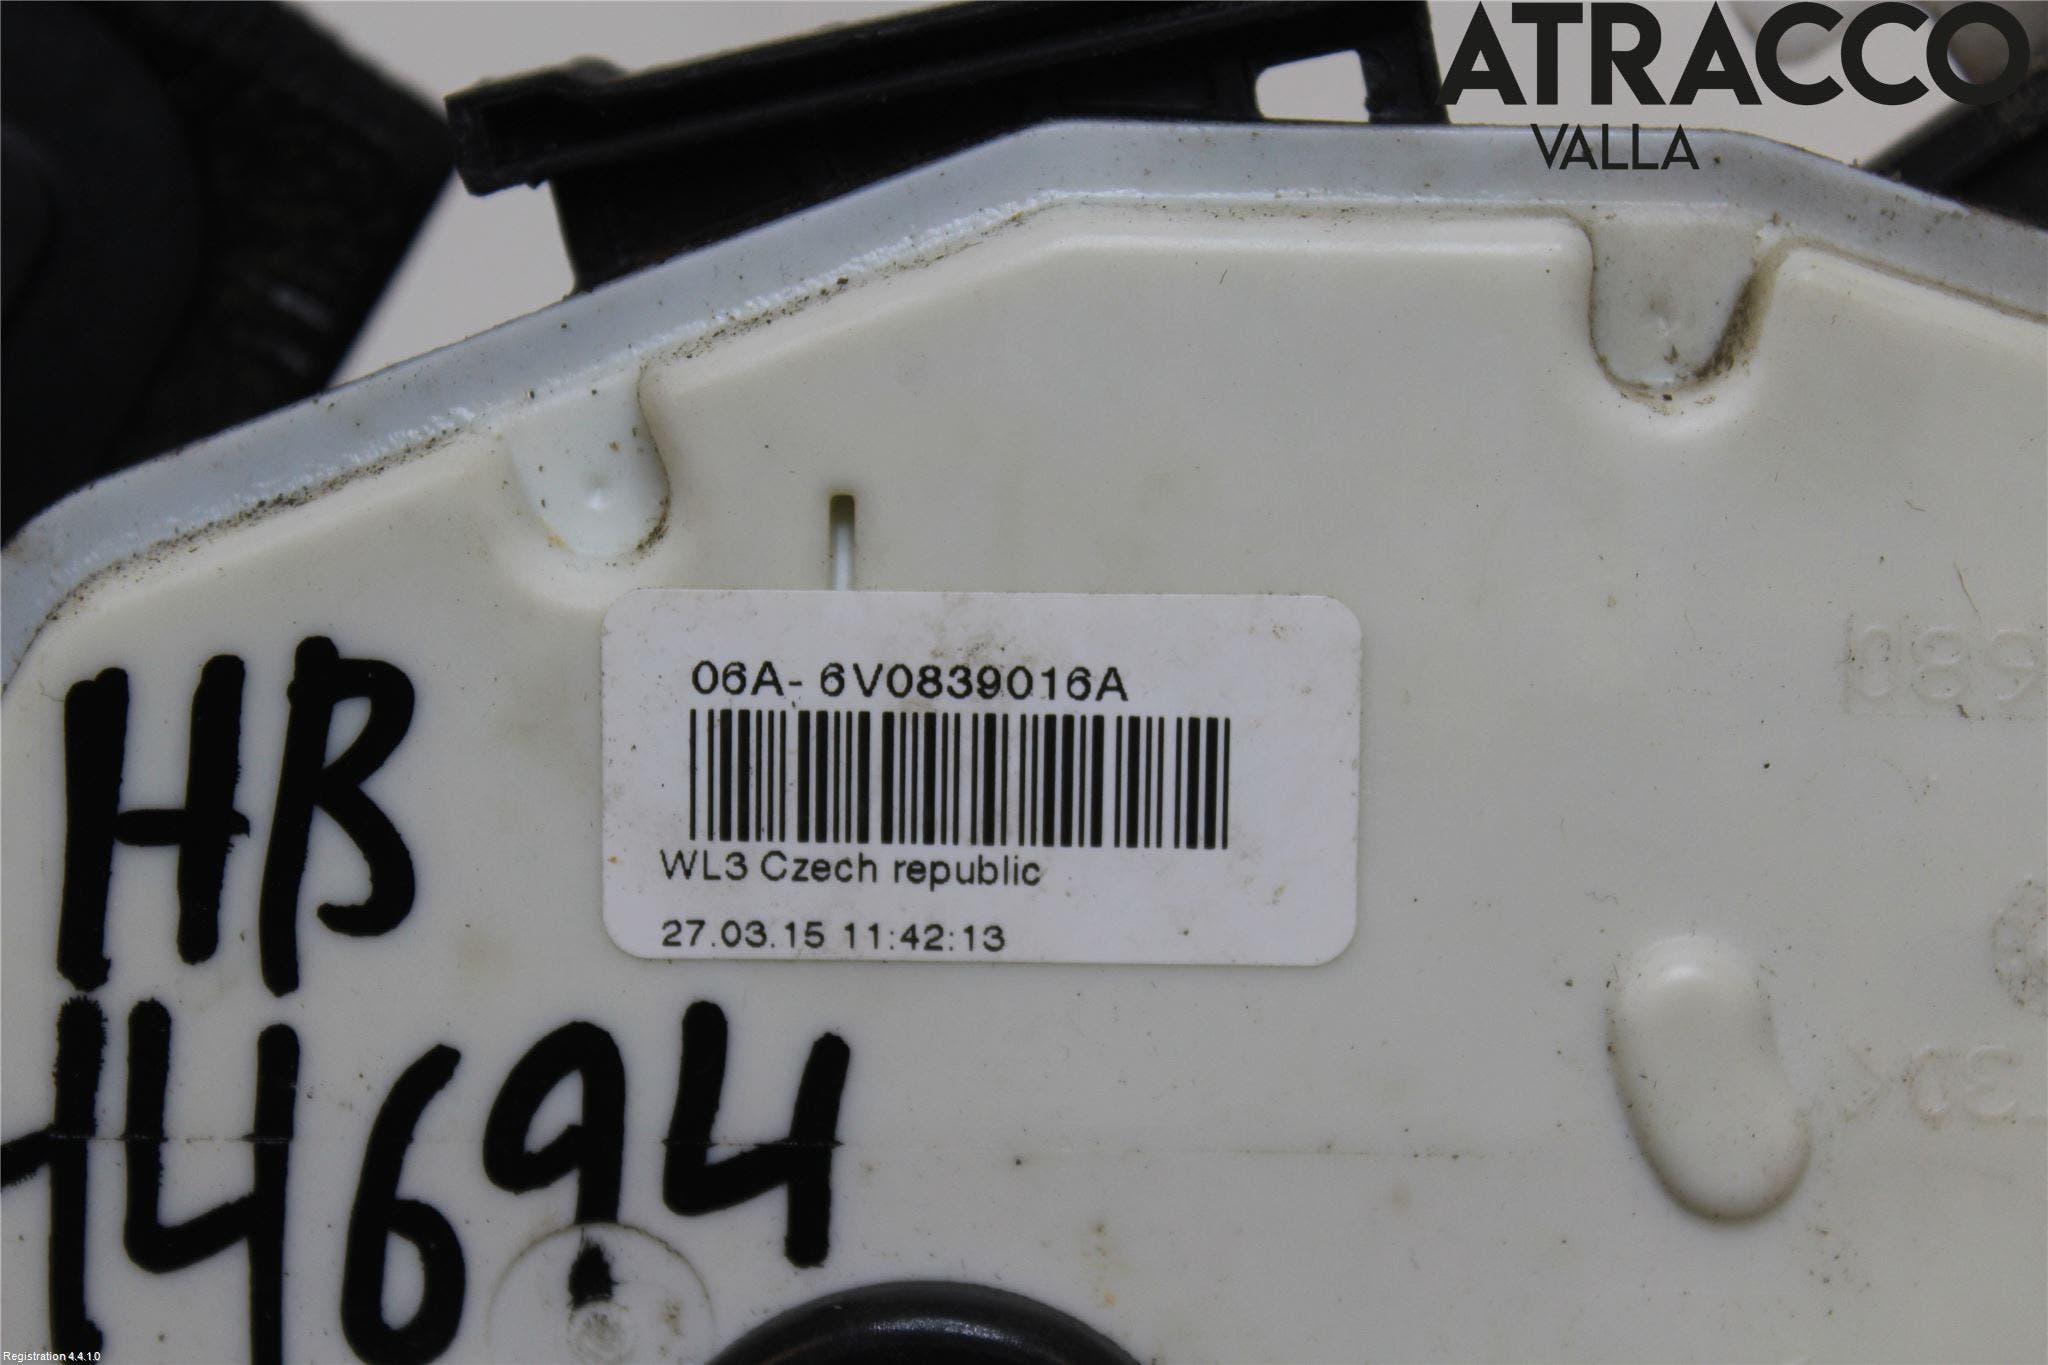 ATRACCO
VALLA
06A- 6V0839016A
WL3 Czech republic
27.03.15 11:42:13
HB
14694
Registration 4.4.1.0